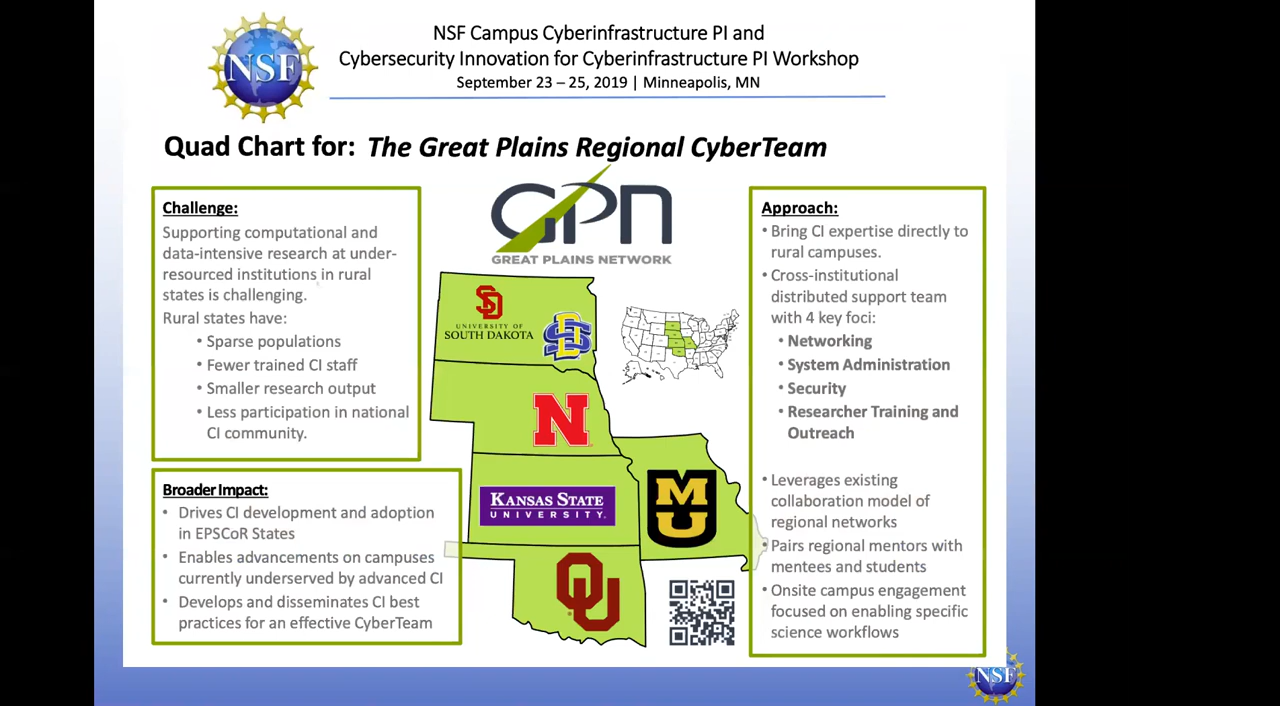 NSF
NSF Campus Cyberinfrastructure PI and
Cybersecurity Innovation for Cyberinfrastructure PI Workshop
September 23 – 25, 2019 | Minneapolis, MN
Quad Chart for: The Great Plains Regional CyberTeam
Challenge:
Supporting computational and
data-intensive research at under-
resourced institutions in rural
states is challenging.
Rural states have:
• Sparse populations
• Fewer trained CI staff
• Smaller research output
• Less participation in national
CI community.
Broader Impact:
• Drives CI development and adoption
in EPSCoR States
• Enables advancements on campuses
currently underserved by advanced CI
• Develops and disseminates CI best
practices for an effective CyberTeam
GPN
GREAT PLAINS NETWORK
SD
UNIVERSITY OF
SOUTH DAKOTA
SD
N
KANSAS STATE
UNIVERSITY.
MU
OU
Approach:
• Bring CI expertise directly to
rural campuses.
• Cross-institutional
distributed support team
with 4 key foci:
• Networking
• System Administration
• Security
• Researcher Training and
Outreach
• Leverages existing
collaboration model of
regional networks
• Pairs regional mentors with
mentees and students
• Onsite campus engagement
focused on enabling specific
science workflows
NSF